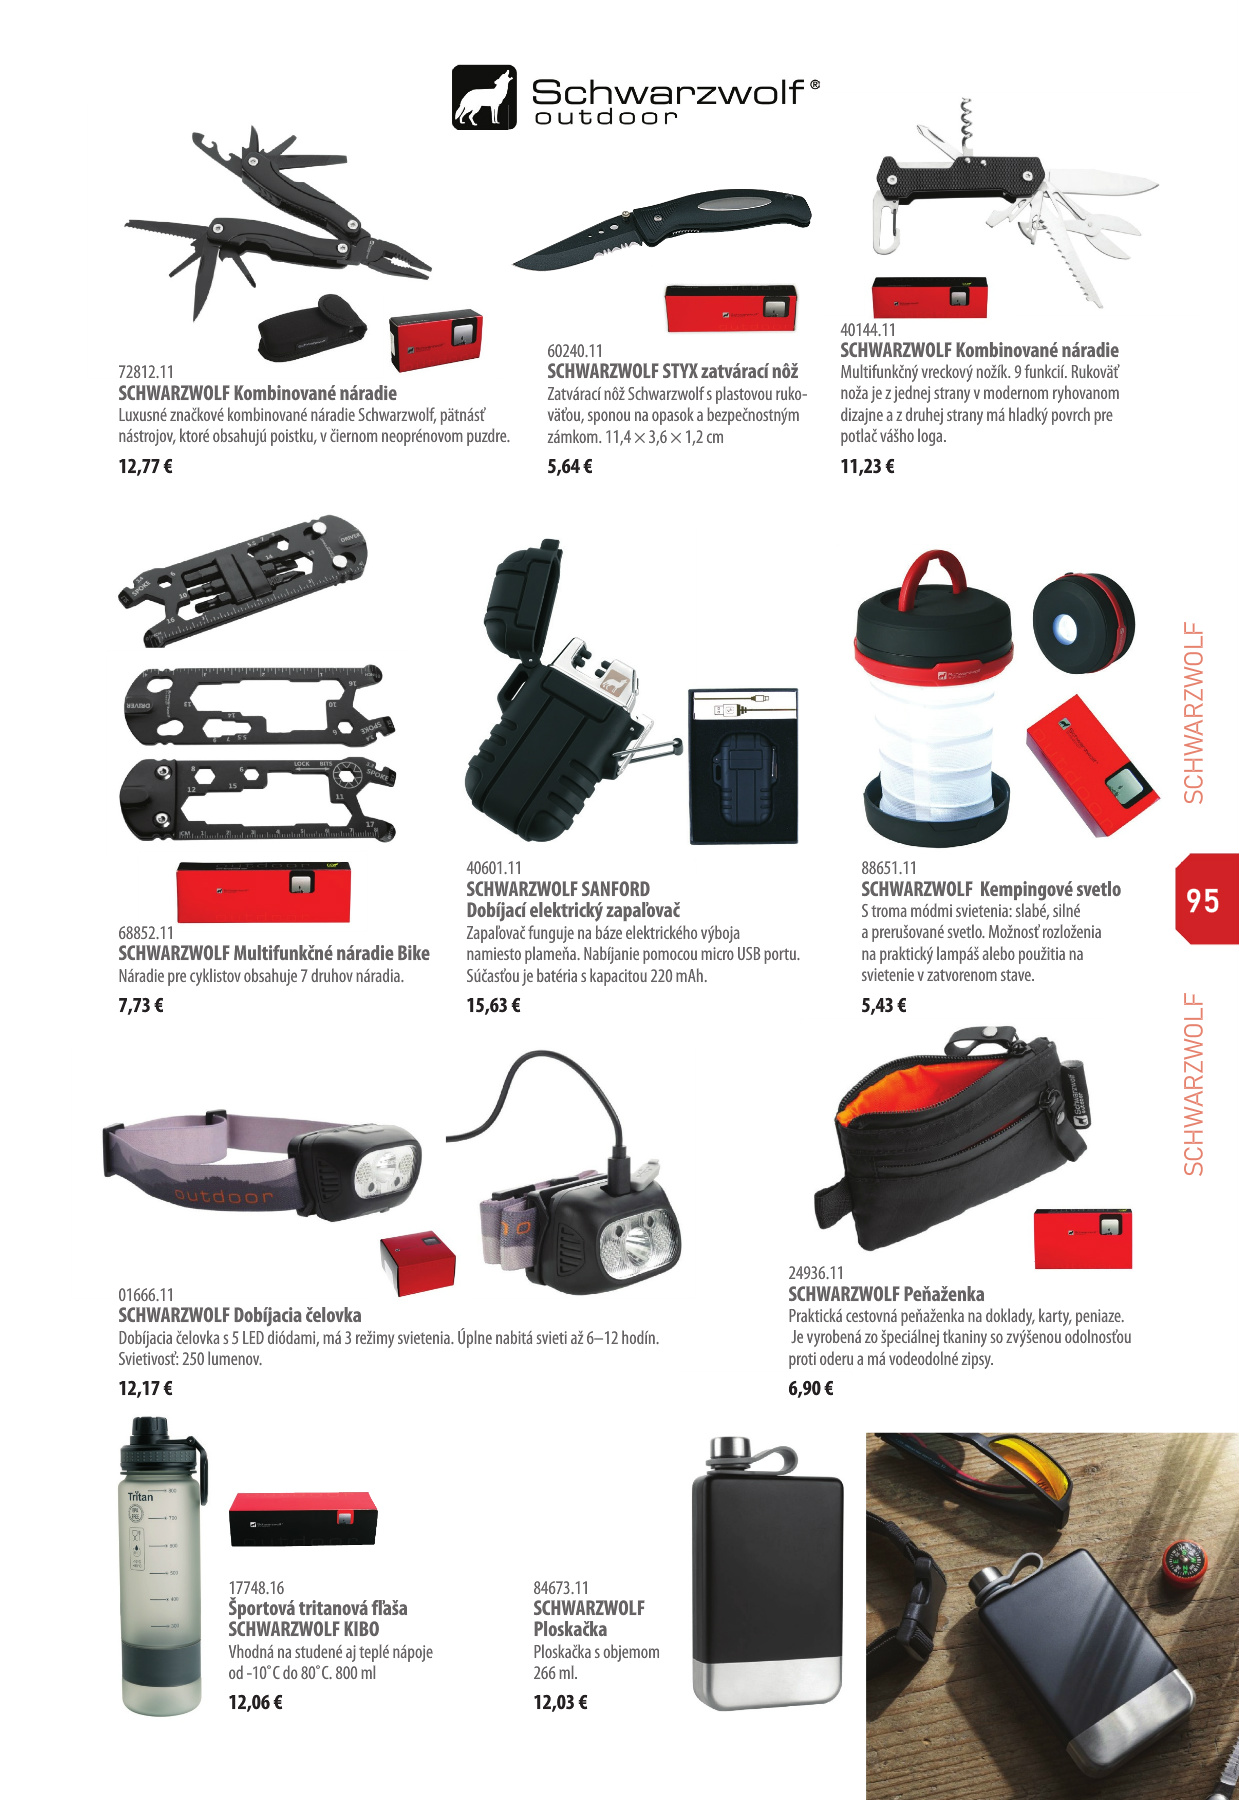 Schwarzwolf®
outdoor
72812.11
SCHWARZWOLF Kombinované náradie
Luxusné značkové kombinované náradie Schwarzwolf, pätnásť
nástrojov, ktoré obsahujú poistku, v čiernom neoprénovom puzdre.
12,77 €
60240.11
SCHWARZWOLF STYX zatvárací nôž
Zatvárací nôž Schwarzwolf s plastovou ruko-
väťou, sponou na opasok a bezpečnostným
zámkom. 11,4 × 3,6 × 1,2 cm
5,64 €
40144.11
SCHWARZWOLF Kombinované náradie
Multifunkčný vreckový nožík. 9 funkcií. Rukoväť
noža je z jednej strany v modernom ryhovanom
dizajne a z druhej strany má hladký povrch pre
potlač vášho loga.
11,23 €
68852.11
SCHWARZWOLF Multifunkčné náradie Bike
Náradie pre cyklistov obsahuje 7 druhov náradia.
7,73 €
40601.11
SCHWARZWOLF SANFORD
Dobíjací elektrický zapaľovač
Zapaľovač funguje na báze elektrického výboja
namiesto plameňa. Nabíjanie pomocou micro USB portu.
Súčasťou je batéria s kapacitou 220 mAh.
15,63 €
88651.11
SCHWARZWOLF Kempingové svetlo
S troma módmi svietenia: slabé, silné
a prerušované svetlo. Možnosť rozloženia
na praktický lampáš alebo použitia na
svietenie v zatvorenom stave.
5,43 €
SCHWARZWOLF
95
SCHWARZWOLF
outdoor
01666.11
SCHWARZWOLF Dobíjacia čelovka
Dobíjacia čelovka s 5 LED diódami, má 3 režimy svietenia. Úplne nabitá svieti až 6–12 hodín.
Svietivosť: 250 lumenov.
12,17 €
Schwarzwolf
outdoor
24936.11
SCHWARZWOLF Peňaženka
Praktická cestovná peňaženka na doklady, karty, peniaze.
Je vyrobená zo špeciálnej tkaniny so zvýšenou odolnosťou
proti oderu a má vodeodolné zipsy.
6,90 €
Tritan
800
700
600
500
400
300
Schwarzwolf
17748.16
Športová tritanová fľaša
SCHWARZWOLF KIBO
Vhodná na studené aj teplé nápoje
od -10˚C do 80˚C. 800 ml
12,06 €
84673.11
SCHWARZWOLF
Ploskačka
Ploskačka s objemom
266 ml.
12,03 €